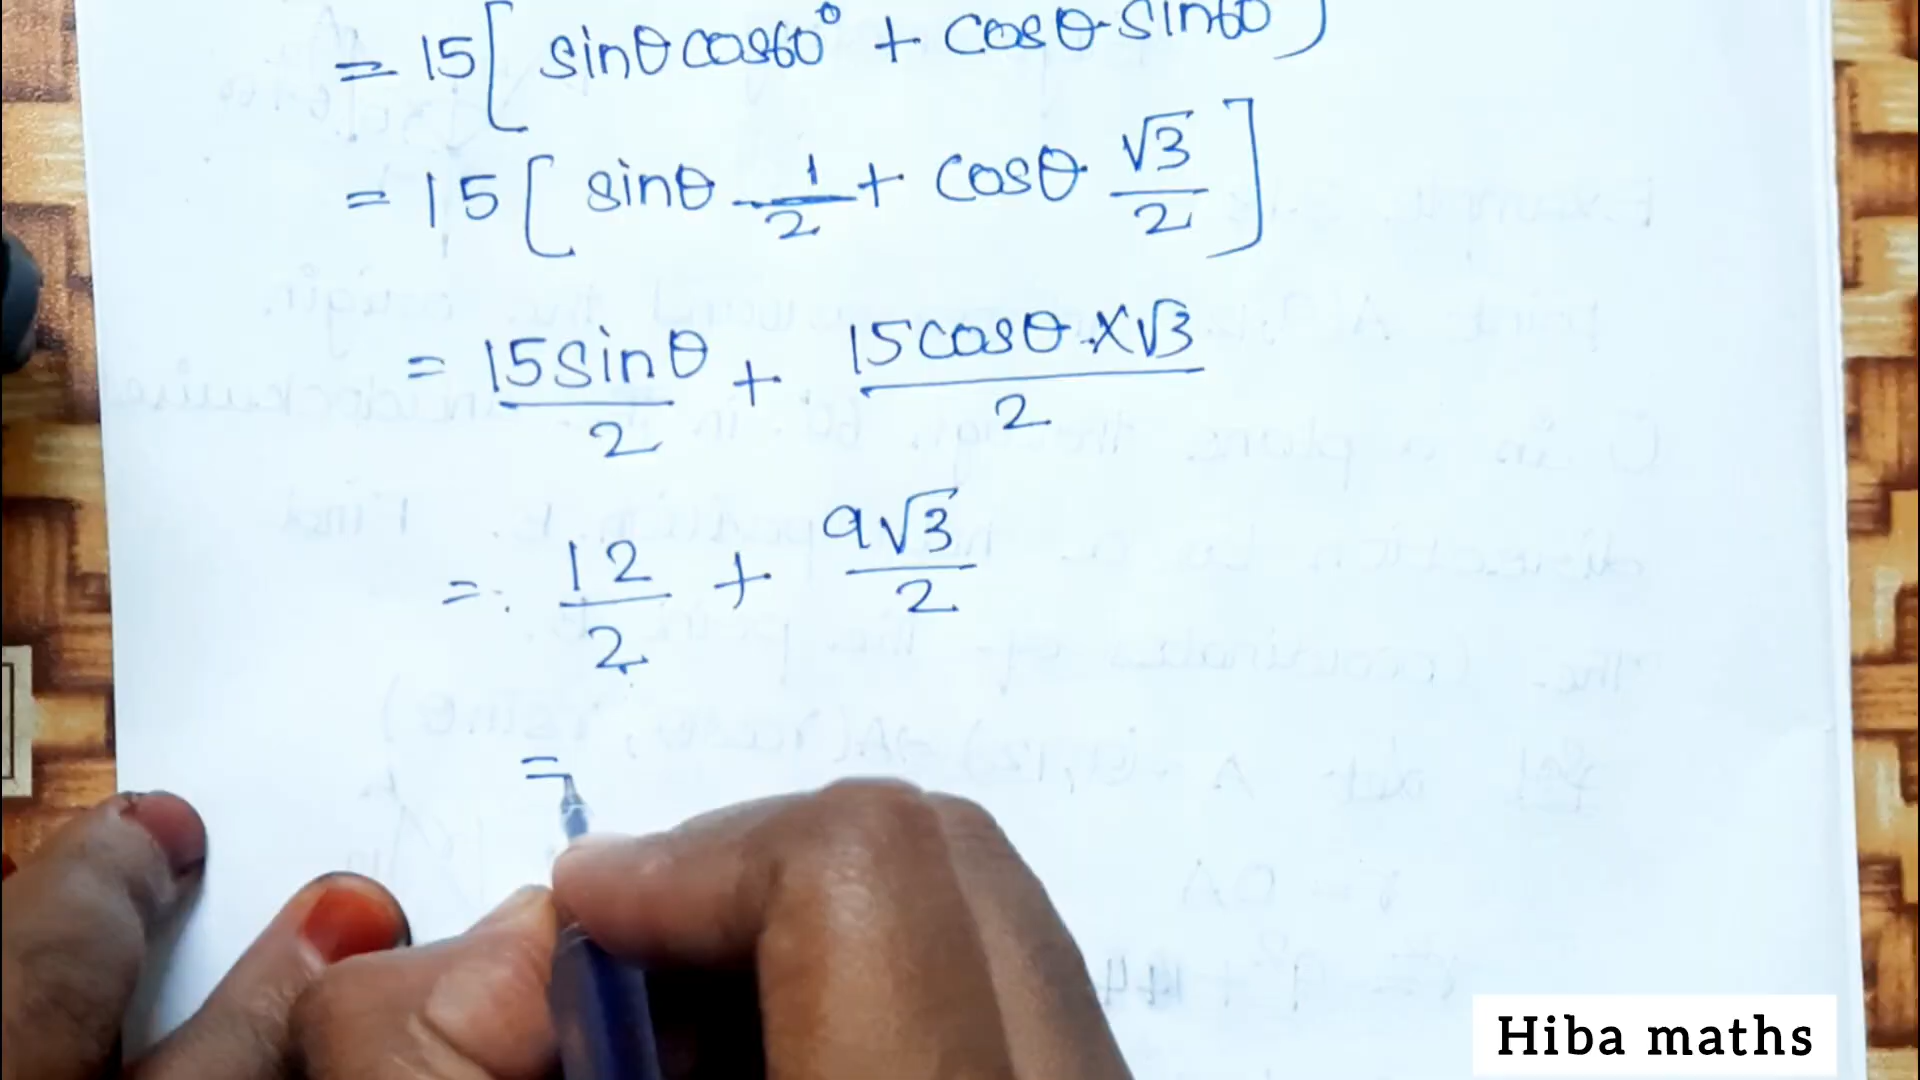 = 15[ sinθ cos60° + cosθ · sin60 ]
= 15 [ sinθ 1/2 + cosθ √3/2 ]
= 15sinθ/2 + 15cosθ × √3/2
= 12/2 + 9√3/2
=
Hiba maths